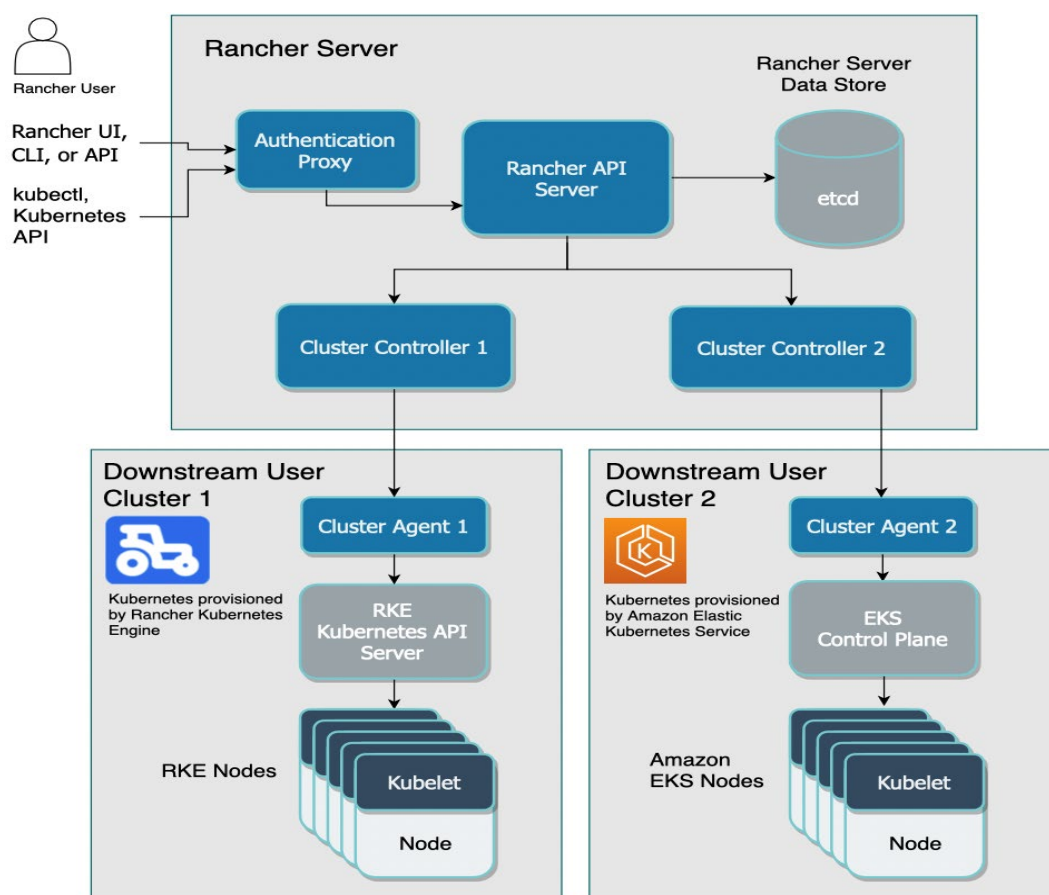 Rancher Server
Rancher User
Rancher UI,
CLI, or API
kubectl,
Kubernetes
API
Authentication
Proxy
Rancher API
Server
Rancher Server
Data Store
etcd
Cluster Controller 1
Cluster Controller 2
Downstream User
Cluster 1
Kubernetes provisioned
by Rancher Kubernetes
Engine
Cluster Agent 1
RKE
Kubernetes API
Server
RKE Nodes
Kubelet
Node
Downstream User
Cluster 2
K
Kubernetes provisioned
by Amazon Elastic
Kubernetes Service
Cluster Agent 2
EKS
Control Plane
Amazon
EKS Nodes
Kubelet
Node